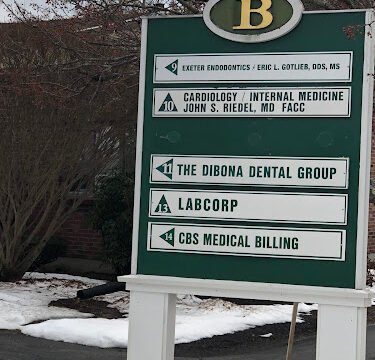 B
9 EXETER ENDODONTICS / ERIC L. GOTLIEB, DDS, MS
10 CARDIOLOGY / INTERNAL MEDICINE
JOHN S. RIEDEL, MD FACC
11 THE DIBONA DENTAL GROUP
13 LABCORP
14 CBS MEDICAL BILLING